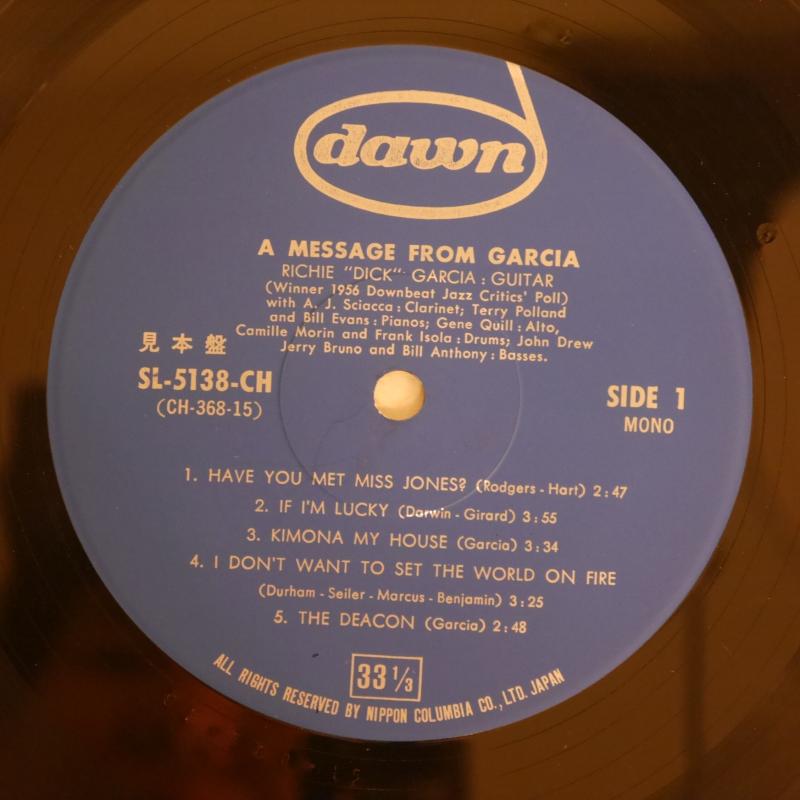 dawn
A MESSAGE FROM GARCIA
RICHIE "DICK" GARCIA : GUITAR
(Winner 1956 Downbeat Jazz Critics' Poll)
with A. J. Sciacca : Clarinet; Terry Polland
and Bill Evans : Pianos; Gene Quill : Alto,
Camille Morin and Frank Isola : Drums; John Drew
Jerry Bruno and Bill Anthony : Basses.
見本盤
SL-5138-CH
(CH-368-15)
SIDE 1
MONO
1. HAVE YOU MET MISS JONES? (Rodgers - Hart) 2:47
2. IF I'M LUCKY (Darwin - Girard) 3:55
3. KIMONA MY HOUSE (Garcia) 3:34
4. I DON'T WANT TO SET THE WORLD ON FIRE
(Durham - Seiler - Marcus - Benjamin) 3:25
5. THE DEACON (Garcia) 2:48
33 1/3
ALL RIGHTS RESERVED BY NIPPON COLUMBIA CO., LTD. JAPAN